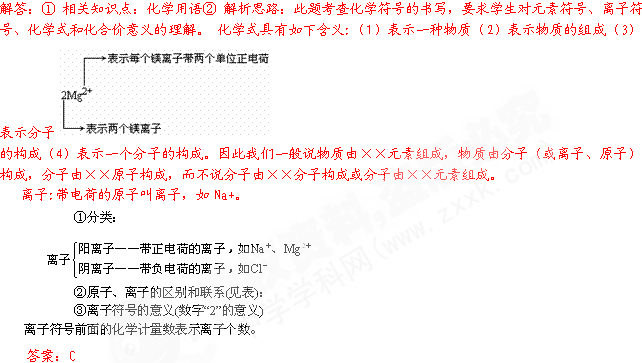 解答：① 相关知识点：化学用语② 解析思路：此题考查化学符号的书写，要求学生对元素符号、离子符
号、化学式和化合价意义的理解。 化学式具有如下含义:（1）表示一种物质（2）表示物质的组成（3）
表示每个镁离子带两个单位正电荷
2Mg2+
表示两个镁离子
表示分子
的构成（4）表示一个分子的构成。因此我们一般说物质由××元素组成，物质由分子（或离子、原子）
构成，分子由××原子构成，而不说分子由××分子构成或分子由××元素组成。
离子:带电荷的原子叫离子，如 Na+。
①分类:
阳离子——带正电荷的离子,如Na+、Mg2+
离子
阴离子——带负电荷的离子,如Cl-
②原子、离子的区别和联系(见表):
③离子符号的意义(数字“2”的意义)
离子符号前面的化学计量数表示离子个数。
答案：C